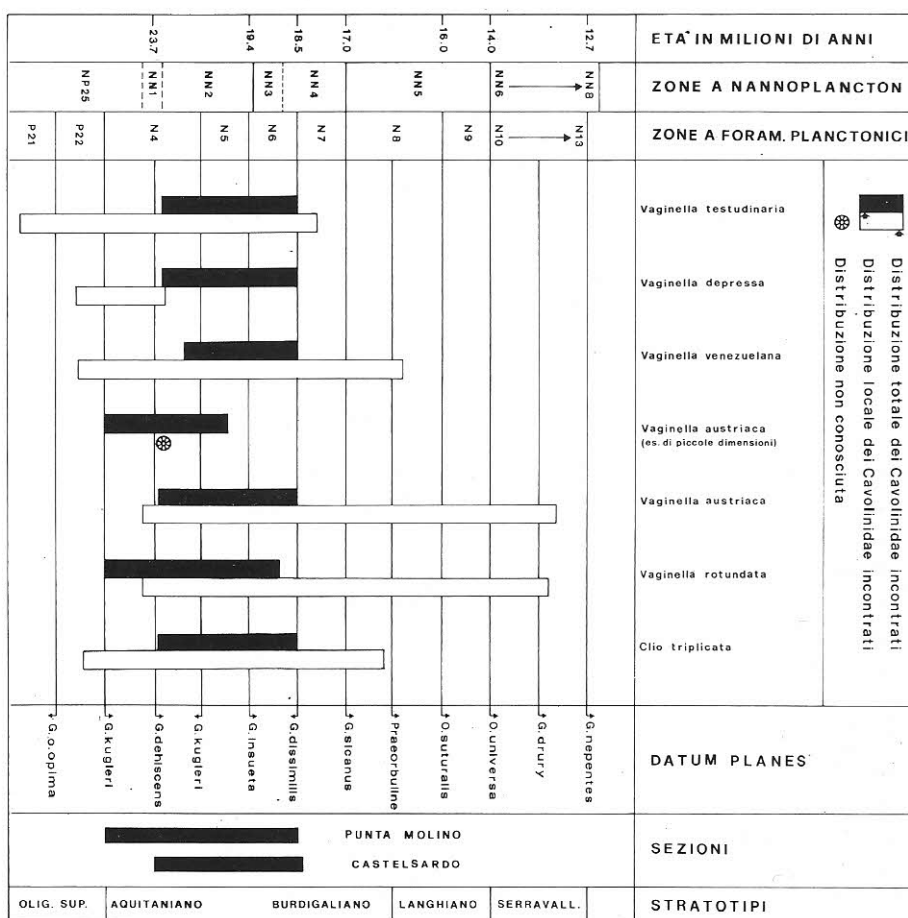 23.7 19.4 18.5 17.0 16.0 14.0 12.7 ETA' IN MILIONI DI ANNI
NP25 NN1 NN2 NN3 NN4 NN5 NN6 NN8 ZONE A NANNOPLANCTON
P21 P22 N4 N5 N6 N7 N8 N9 N10 N13 ZONE A FORAM. PLANCTONICI
Vaginella testudinaria
Vaginella depressa
Vaginella venezuelana
Vaginella austriaca
(es. di piccole dimensioni)
Vaginella austriaca
Vaginella rotundata
Clio triplicata
Distribuzione totale dei Cavolinidae incontrati
Distribuzione locale dei Cavolinidae incontrati
Distribuzione non conosciuta
G.o.opima G.kugleri G.dehiscens G.kugleri G.insueta G.dissimilis G.sicanus Praeorbuline O.suturalis O.universa G.drury G.nepentes DATUM PLANES
PUNTA MOLINO
CASTELSARDO
SEZIONI
OLIG. SUP. AQUITANIANO BURDIGALIANO LANGHIANO SERRAVALL. STRATOTIPI